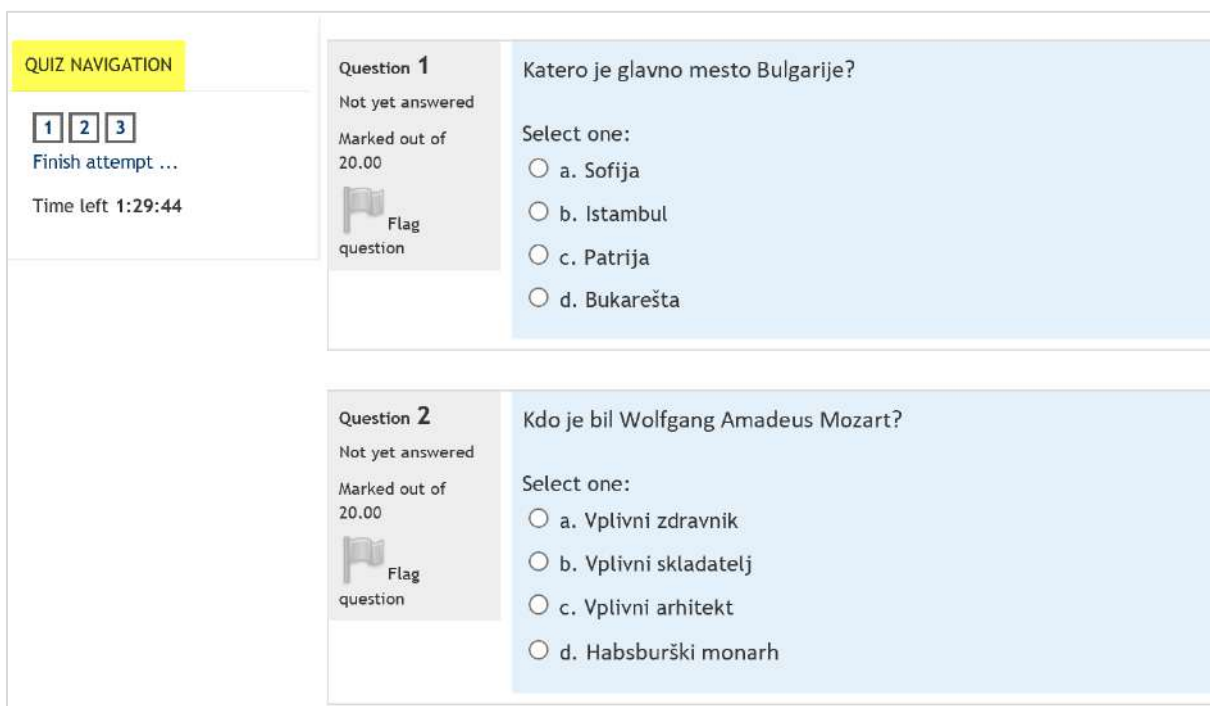 QUIZ NAVIGATION
1 2 3
Finish attempt ...
Time left 1:29:44
Question 1
Not yet answered
Marked out of
20.00
Flag
question
Katero je glavno mesto Bulgarije?
Select one:
a. Sofija
b. Istambul
c. Patrija
d. Bukarešta
Question 2
Not yet answered
Marked out of
20.00
Flag
question
Kdo je bil Wolfgang Amadeus Mozart?
Select one:
a. Vplivni zdravnik
b. Vplivni skladatelj
c. Vplivni arhitekt
d. Habsburški monarh